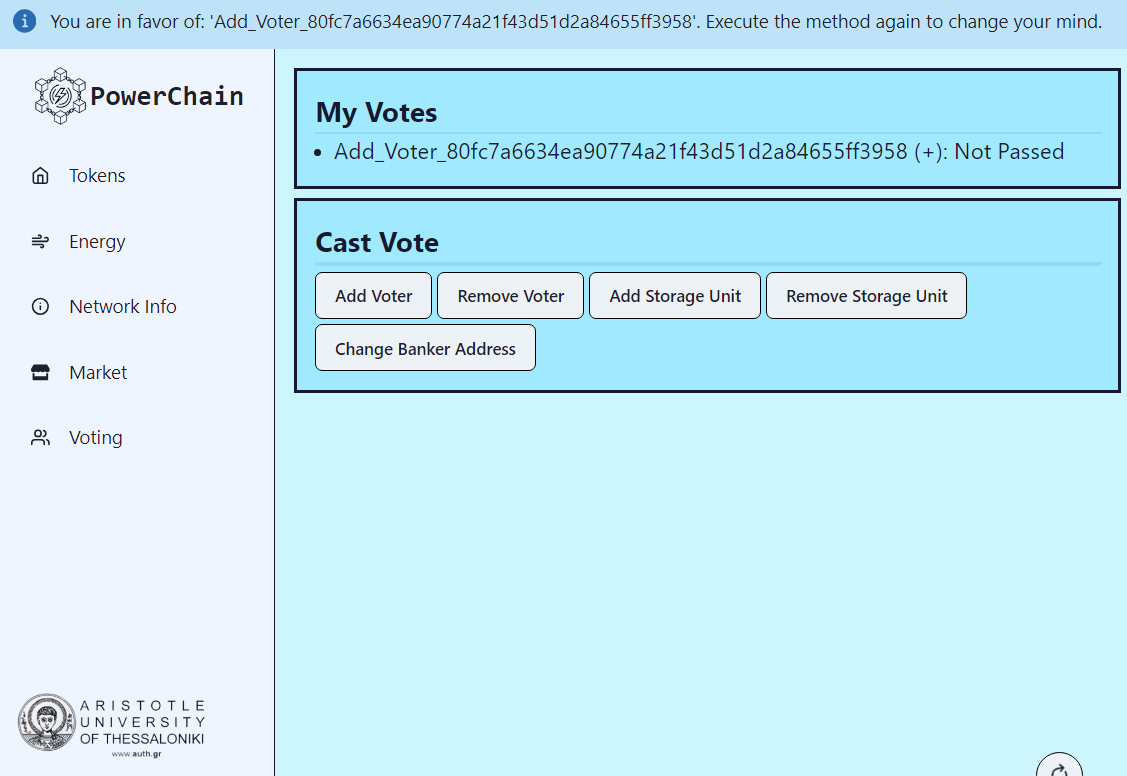 You are in favor of: 'Add_Voter_80fc7a6634ea90774a21f43d51d2a84655ff3958'. Execute the method again to change your mind.
PowerChain
Tokens
Energy
Network Info
Market
Voting
ARISTOTLE
UNIVERSITY
OF THESSALONIKI
www.auth.gr
My Votes
• Add_Voter_80fc7a6634ea90774a21f43d51d2a84655ff3958 (+): Not Passed
Cast Vote
Add Voter Remove Voter Add Storage Unit Remove Storage Unit
Change Banker Address